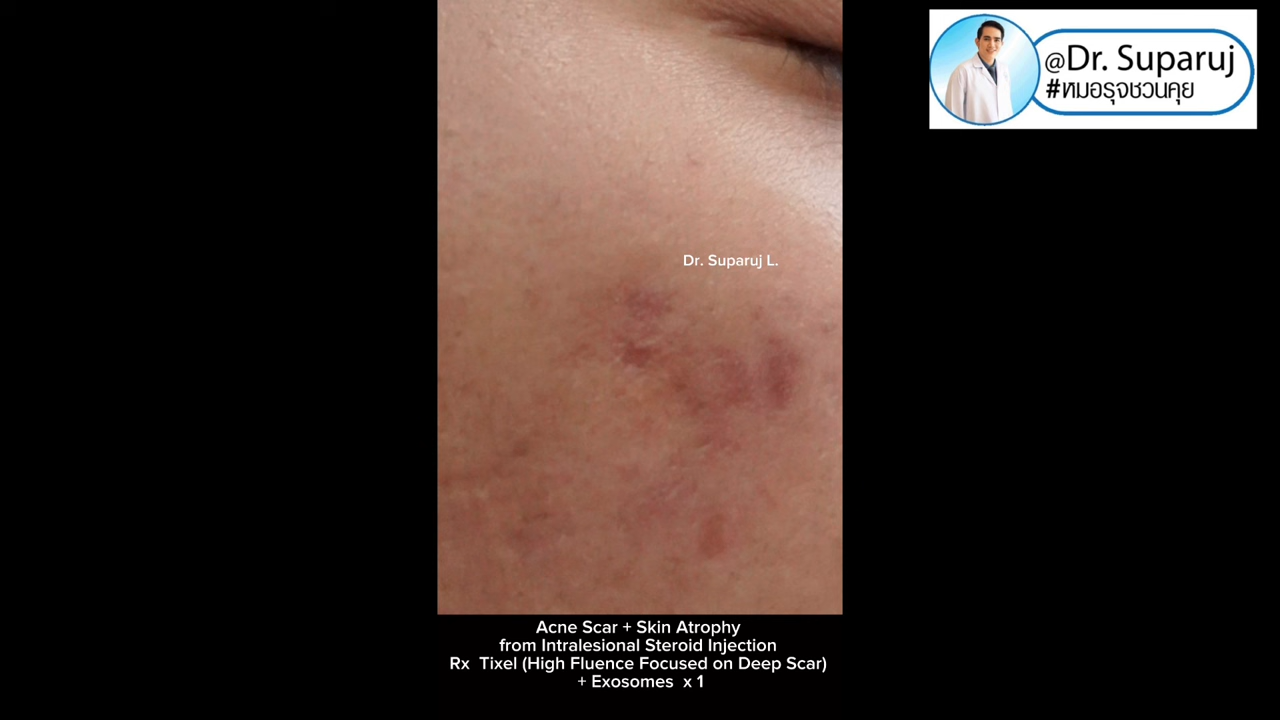 @Dr. Suparuj
#หมอรุจชวนคุย
Dr. Suparuj L.
Acne Scar + Skin Atrophy
from Intralesional Steroid Injection
Rx Tixel (High Fluence Focused on Deep Scar)
+ Exosomes x 1